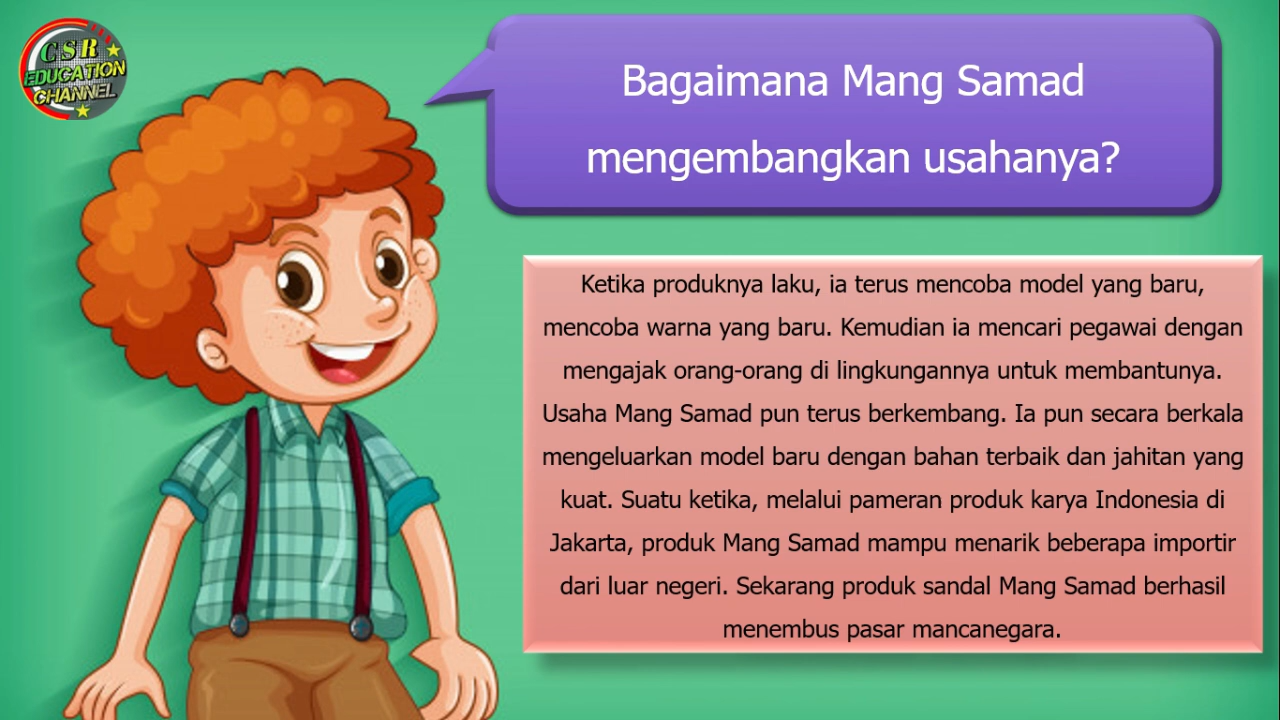 CSR
EDUCATION
CHANNEL
Bagaimana Mang Samad
mengembangkan usahanya?
Ketika produknya laku, ia terus mencoba model yang baru,
mencoba warna yang baru. Kemudian ia mencari pegawai dengan
mengajak orang-orang di lingkungannya untuk membantunya.
Usaha Mang Samad pun terus berkembang. Ia pun secara berkala
mengeluarkan model baru dengan bahan terbaik dan jahitan yang
kuat. Suatu ketika, melalui pameran produk karya Indonesia di
Jakarta, produk Mang Samad mampu menarik beberapa importir
dari luar negeri. Sekarang produk sandal Mang Samad berhasil
menembus pasar mancanegara.